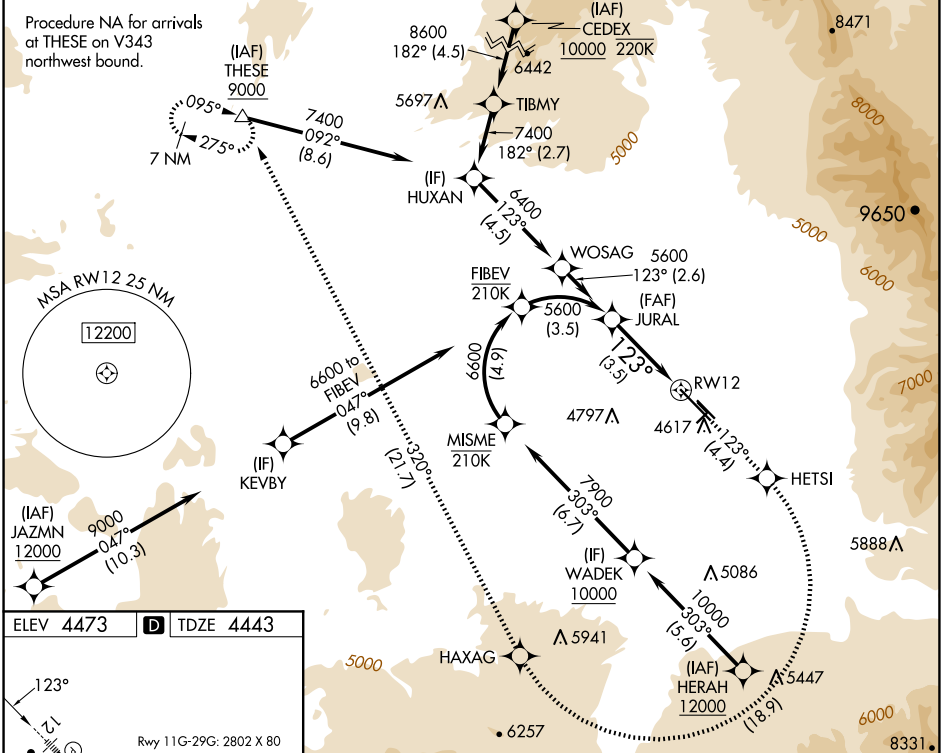 Procedure NA for arrivals
at THESE on V343
northwest bound.
(IAF)
THESE
9000
095°
275°
7 NM
7400
092°
(8.6)
8600
182° (4.5)
(IAF)
CEDEX
10000 220K
6442
5697
TIBMY
7400
182° (2.7)
5000
8471
8000
(IF)
HUXAN
6400
123°
(4.5)
9650
5000
6000
WOSAG
5600
123° (2.6)
FIBEV
210K
5600
(3.5)
(FAF)
JURAL
123°
(3.5)
MSA RW12 25 NM
12200
6600
(4.9)
6600 to
FIBEV
047°
(9.8)
RW12
7000
4797
4617
123°
(4.4)
MISME
210K
(IF)
KEVBY
320°
(21.7)
HETSI
7900
303°
(6.7)
(IAF)
JAZMN
12000
9000
047°
(10.3)
(IF)
WADEK
10000
5888
5086
10000
303°
(5.6)
ELEV 4473 D TDZE 4443
HAXAG
5941
5000
(IAF)
HERAH
12000
5447
(18.9)
6000
6257
8331
123°
12
P
Rwy 11G-29G: 2802 X 80